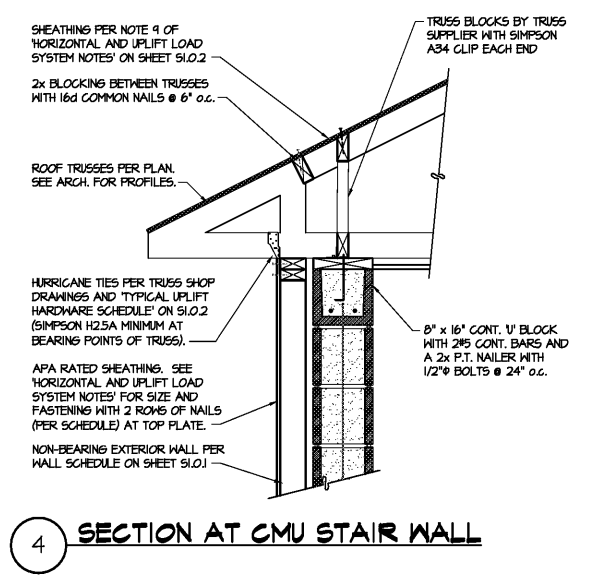 SHEATHING PER NOTE 9 OF
'HORIZONTAL AND UPLIFT LOAD
SYSTEM NOTES' ON SHEET S1.0.2
2x BLOCKING BETWEEN TRUSSES
WITH 16d COMMON NAILS @ 6" o.c.
ROOF TRUSSES PER PLAN.
SEE ARCH. FOR PROFILES.
HURRICANE TIES PER TRUSS SHOP
DRAWINGS AND 'TYPICAL UPLIFT
HARDWARE SCHEDULE' ON S1.0.2
(SIMPSON H2.5A MINIMUM AT
BEARING POINTS OF TRUSS).
APA RATED SHEATHING. SEE
'HORIZONTAL AND UPLIFT LOAD
SYSTEM NOTES' FOR SIZE AND
FASTENING WITH 2 ROWS OF NAILS
(PER SCHEDULE) AT TOP PLATE.
NON-BEARING EXTERIOR WALL PER
WALL SCHEDULE ON SHEET S1.0.1
TRUSS BLOCKS BY TRUSS
SUPPLIER WITH SIMPSON
A34 CLIP EACH END
8" x 16" CONT. 'U' BLOCK
WITH 2#5 CONT. BARS AND
A 2x P.T. NAILER WITH
1/2"Φ BOLTS @ 24" o.c.
4 SECTION AT CMU STAIR WALL